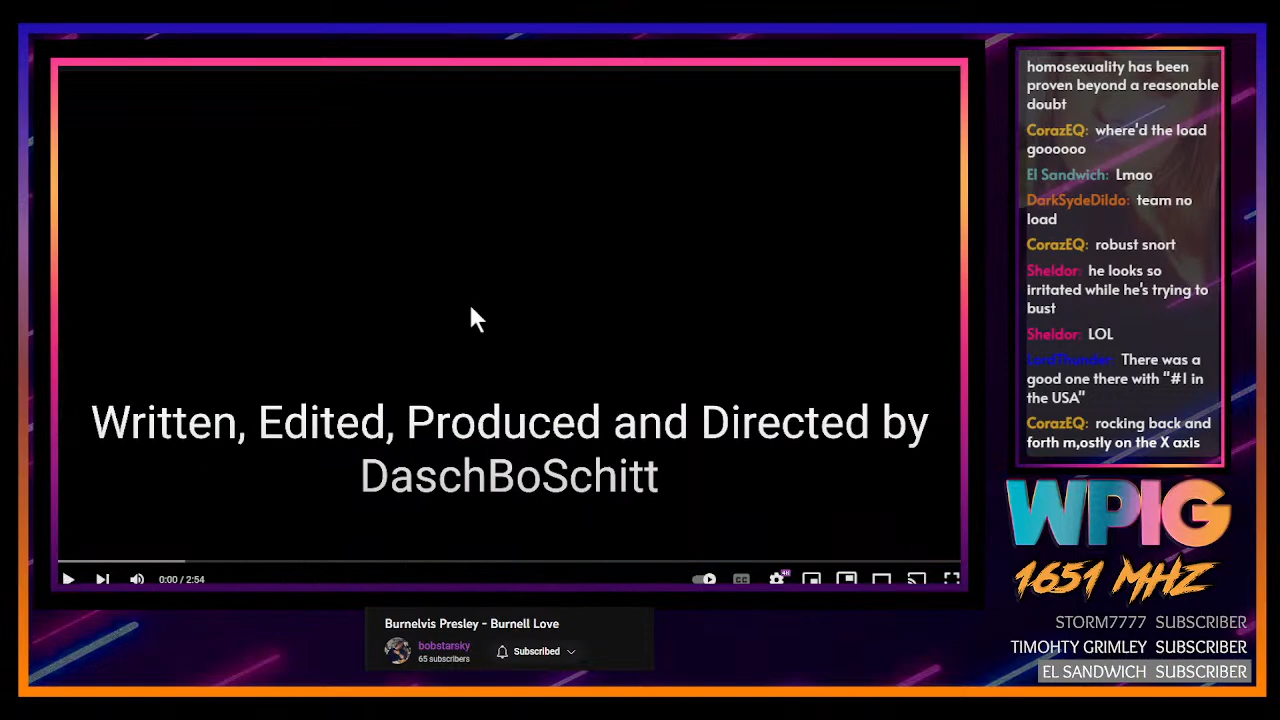 Written, Edited, Produced and Directed by
DaschBoSchitt
0:00 / 2:54
CC
Burnelvis Presley - Burnell Love
bobstarsky
65 subscribers
Subscribed
homosexuality has been
proven beyond a reasonable
doubt
CorazEQ: where'd the load
goooooo
El Sandwich: Lmao
DarkSydeDildo: team no
load
CorazEQ: robust snort
Sheldor: he looks so
irritated while he's trying to
bust
Sheldor: LOL
LordThunder: There was a
good one there with "#1 in
the USA"
CorazEQ: rocking back and
forth m,ostly on the X axis
WPIG
1651 MHZ
STORM7777 SUBSCRIBER
TIMOHTY GRIMLEY SUBSCRIBER
EL SANDWICH SUBSCRIBER